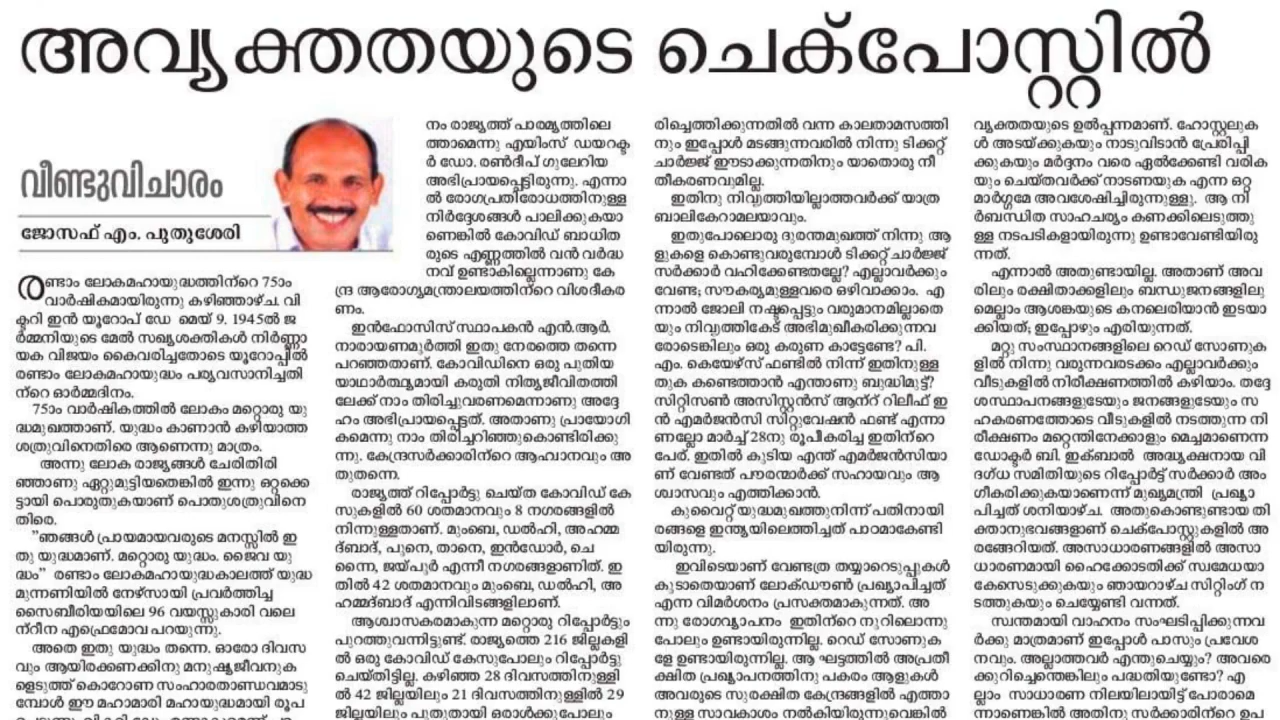 അവ്യക്തതയുടെ ചെക്പോസ്റ്റിൽ
വീണ്ടുവിചാരം
ജോസഫ് എം. പുതുശേരി
രണ്ടാം ലോകമഹായുദ്ധത്തിന്റെ 75ാം
വാർഷികമായിരുന്നു കഴിഞ്ഞാഴ്ച. വി
ക്ടറി ഇൻ യൂറോപ് ഡേ മെയ് 9. 1945ൽ ജ
ർമ്മനിയുടെ മേൽ സഖ്യശക്തികൾ നിർണ്ണാ
യക വിജയം കൈവരിച്ചതോടെ യൂറോപ്പിൽ
രണ്ടാം ലോകമഹായുദ്ധം പര്യവസാനിച്ചതി
ന്റെ ഓർമ്മദിനം.
75ാം വാർഷികത്തിൽ ലോകം മറ്റൊരു യു
ദ്ധമുഖത്താണ്. യുദ്ധം കാണാൻ കഴിയാത്ത
ശത്രുവിനെതിരെ ആണെന്നു മാത്രം.
അന്നു ലോക രാജ്യങ്ങൾ ചേരിതിരി
ഞ്ഞാണു ഏറ്റുമുട്ടിയതെങ്കിൽ ഇന്നു ഒറ്റക്കെ
ട്ടായി പൊരുതുകയാണ് പൊതുശത്രുവിനെ
തിരെ.
"ഞങ്ങൾ പ്രായമായവരുടെ മനസ്സിൽ ഇ
തു യുദ്ധമാണ്. മറ്റൊരു യുദ്ധം. ജൈവ യു
ദ്ധം" രണ്ടാം ലോകമഹായുദ്ധകാലത്ത് യുദ്ധ
മുന്നണിയിൽ നേഴ്സായി പ്രവർത്തിച്ച
സൈബീരിയയിലെ 96 വയസ്സുകാരി വലെ
ന്റീന എഫ്രെമോവ പറയുന്നു.
അതെ ഇതു യുദ്ധം തന്നെ. ഓരോ ദിവസ
വും ആയിരക്കണക്കിനു മനുഷ്യജീവനുക
ളെടുത്ത് കൊറോണ സംഹാരതാണ്ഡവമാടു
മ്പോൾ ഈ മഹാമാരി മഹായുദ്ധമായി രൂപ
നം രാജ്യത്ത് പാരമ്യത്തിലെ
ത്താമെന്നു എയിംസ് ഡയറക്ട
ർ ഡോ. രൺദീപ് ഗുലേറിയ
അഭിപ്രായപ്പെട്ടിരുന്നു. എന്നാ
ൽ രോഗപ്രതിരോധത്തിനുള്ള
നിർദ്ദേശങ്ങൾ പാലിക്കുകയാ
ണെങ്കിൽ കോവിഡ് ബാധിത
രുടെ എണ്ണത്തിൽ വൻ വർദ്ധ
നവ് ഉണ്ടാകില്ലെന്നാണു കേ
ന്ദ്ര ആരോഗ്യമന്ത്രാലയത്തിന്റെ വിശദീകര
ണം.
ഇൻഫോസിസ് സ്ഥാപകൻ എൻ.ആർ.
നാരായണമൂർത്തി ഇതു നേരത്തെ തന്നെ
പറഞ്ഞതാണ്. കോവിഡിനെ ഒരു പുതിയ
യാഥാർത്ഥ്യമായി കരുതി നിത്യജീവിതത്തി
ലേക്ക് നാം തിരിച്ചുവരണമെന്നാണു അദ്ദേ
ഹം അഭിപ്രായപ്പെട്ടത്. അതാണു പ്രായോഗി
കമെന്നു നാം തിരിച്ചറിഞ്ഞുകൊണ്ടിരിക്കു
ന്നു. കേന്ദ്രസർക്കാരിന്റെ ആഹ്വാനവും അ
തുതന്നെ.
രാജ്യത്ത് റിപ്പോർട്ടു ചെയ്ത കോവിഡ് കേ
സുകളിൽ 60 ശതമാനവും 8 നഗരങ്ങളിൽ
നിന്നുള്ളതാണ്. മുംബെ, ഡൽഹി, അഹമ്മ
ദ്ബാദ്, പൂനെ, താനെ, ഇൻഡോർ, ചെ
ന്നൈ, ജയ്പൂർ എന്നീ നഗരങ്ങളാണിത്. ഇ
തിൽ 42 ശതമാനവും മുംബെ, ഡൽഹി, അ
ഹമ്മദ്ബാദ് എന്നിവിടങ്ങളിലാണ്.
ആശ്വാസകരമാകുന്ന മറ്റൊരു റിപ്പോർട്ടും
പുറത്തുവന്നിട്ടുണ്ട്. രാജ്യത്തെ 216 ജില്ലകളി
ൽ ഒരു കോവിഡ് കേസുപോലും റിപ്പോർട്ടു
ചെയ്തിട്ടില്ല. കഴിഞ്ഞ 28 ദിവസത്തിനുള്ളി
ൽ 42 ജില്ലയിലും 21 ദിവസത്തിനുള്ളിൽ 29
ജില്ലയിലും പുതുതായി ഒരാൾക്കുപോലും
രിച്ചെത്തിക്കുന്നതിൽ വന്ന കാലതാമസത്തി
നും ഇപ്പോൾ മടങ്ങുന്നവരിൽ നിന്നു ടിക്കറ്റ്
ചാർജ്ജ് ഈടാക്കുന്നതിനും യാതൊരു നീ
തീകരണവുമില്ല.
ഇതിനു നിവൃത്തിയില്ലാത്തവർക്ക് യാത്ര
ബാലികേറാമലയാവും.
ഇതുപോലൊരു ദുരന്തമുഖത്ത് നിന്നു ആ
ളുകളെ കൊണ്ടുവരുമ്പോൾ ടിക്കറ്റ് ചാർജ്ജ്
സർക്കാർ വഹിക്കേണ്ടതല്ലേ? എല്ലാവർക്കും
വേണ്ട; സൗകര്യമുള്ളവരെ ഒഴിവാക്കാം. എ
ന്നാൽ ജോലി നഷ്ടപ്പെട്ടും വരുമാനമില്ലാതെ
യും നിവൃത്തികേട് അഭിമുഖീകരിക്കുന്നവ
രോടെങ്കിലും ഒരു കരുണ കാട്ടേണ്ടേ? പി.
എം. കെയേഴ്സ് ഫണ്ടിൽ നിന്ന് ഇതിനുള്ള
തുക കണ്ടെത്താൻ എന്താണു ബുദ്ധിമുട്ട്?
സിറ്റിസൺ അസിസ്റ്റൻസ് ആന്റ് റിലീഫ് ഇ
ൻ എമർജൻസി സിറ്റുവേഷൻ ഫണ്ട് എന്നാ
ണല്ലോ മാർച്ച് 28നു രൂപീകരിച്ച ഇതിന്റെ
പേര്. ഇതിൽ കൂടിയ എന്ത് എമർജൻസിയാ
ണ് വേണ്ടത് പൗരന്മാർക്ക് സഹായവും ആ
ശ്വാസവും എത്തിക്കാൻ.
കുവൈറ്റ് യുദ്ധമുഖത്തുനിന്ന് പതിനായി
രങ്ങളെ ഇന്ത്യയിലെത്തിച്ചത് പാഠമാകേണ്ടി
യിരുന്നു.
ഇവിടെയാണ് വേണ്ടത്ര തയ്യാറെടുപ്പുകൾ
കൂടാതെയാണ് ലോക്ഡൗൺ പ്രഖ്യാപിച്ചത്
എന്ന വിമർശനം പ്രസക്തമാകുന്നത്. അ
ന്നു രോഗവ്യാപനം ഇതിന്റെ നൂറിലൊന്നു
പോലും ഉണ്ടായിരുന്നില്ല. റെഡ് സോണുക
ളേ ഉണ്ടായിരുന്നില്ല. ആ ഘട്ടത്തിൽ അപ്രതീ
ക്ഷിത പ്രഖ്യാപനത്തിനു പകരം ആളുകൾ
അവരുടെ സുരക്ഷിത കേന്ദ്രങ്ങളിൽ എത്താ
നുള്ള സാവകാശം നൽകിയിരുന്നുവെങ്കിൽ
വ്യക്തതയുടെ ഉൽപ്പന്നമാണ്. ഹോസ്റ്റലുക
ൾ അടയ്ക്കുകയും നാടുവിടാൻ പ്രേരിപ്പി
ക്കുകയും മർദ്ദനം വരെ ഏൽക്കേണ്ടി വരിക
യും ചെയ്തവർക്ക് നാടണയുക എന്ന ഒറ്റ
മാർഗ്ഗമേ അവശേഷിച്ചിരുന്നുള്ളു. ആ നി
ർബന്ധിത സാഹചര്യം കണക്കിലെടുത്തു
ള്ള നടപടികളായിരുന്നു ഉണ്ടാവേണ്ടിയിരു
ന്നത്.
എന്നാൽ അതുണ്ടായില്ല. അതാണ് അവ
രിലും രക്ഷിതാക്കളിലും ബന്ധുജനങ്ങളിലു
മെല്ലാം ആശങ്കയുടെ കനലെരിയാൻ ഇടയാ
ക്കിയത്; ഇപ്പോഴും എരിയുന്നത്.
മറ്റു സംസ്ഥാനങ്ങളിലെ റെഡ് സോണുക
ളിൽ നിന്നു വരുന്നവരടക്കം എല്ലാവർക്കും
വീടുകളിൽ നിരീക്ഷണത്തിൽ കഴിയാം. തദ്ദേ
ശസ്ഥാപനങ്ങളുടേയും ജനങ്ങളുടേയും സ
ഹകരണത്തോടെ വീടുകളിൽ നടത്തുന്ന നി
രീക്ഷണം മറ്റെന്തിനേക്കാളും മെച്ചമാണെന്ന
ഡോക്ടർ ബി. ഇക്ബാൽ അദ്ധ്യക്ഷനായ വി
ദഗ്ധ സമിതിയുടെ റിപ്പോർട്ട് സർക്കാർ അം
ഗീകരിക്കുകയാണെന്ന് മുഖ്യമന്ത്രി പ്രഖ്യാ
പിച്ചത് ശനിയാഴ്ച. അതുകൊണ്ടുണ്ടായ തി
ക്താനുഭവങ്ങളാണ് ചെക്പോസ്റ്റുകളിൽ അ
രങ്ങേറിയത്. അസാധാരണങ്ങളിൽ അസാ
ധാരണമായി ഹൈക്കോടതിക്ക് സ്വമേധയാ
കേസെടുക്കുകയും ഞായറാഴ്ച സിറ്റിംഗ് ന
ടത്തുകയും ചെയ്യേണ്ടി വന്നത്.
സ്വന്തമായി വാഹനം സംഘടിപ്പിക്കുന്നവ
ർക്കു മാത്രമാണ് ഇപ്പോൾ പാസും പ്രവേശ
നവും. അല്ലാത്തവർ എന്തുചെയ്യും? അവരെ
ക്കുറിച്ചെന്തെങ്കിലും പദ്ധതിയുണ്ടോ? എ
ല്ലാം സാധാരണ നിലയിലായിട്ട് പോരാമെ
ന്നാണെങ്കിൽ അതിനു സർക്കാരിന്റെ ഉപ